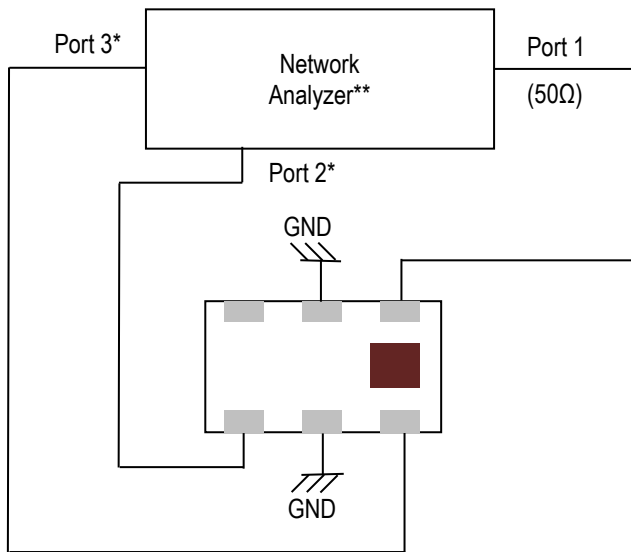 Port 3*
Network
Analyzer**
Port 1
(50Ω)
Port 2*
GND
GND